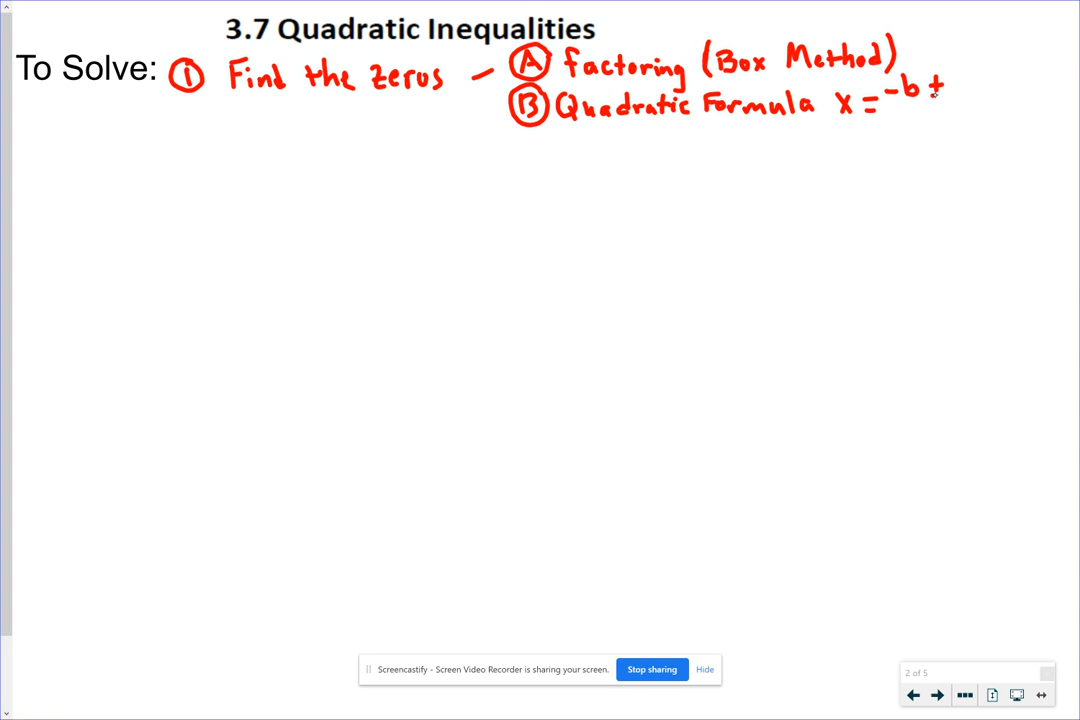 3.7 Quadratic Inequalities
To Solve: ① Find the zeros - Ⓐ factoring (Box Method)
Ⓑ Quadratic Formula x = -b +
Screencastify - Screen Video Recorder is sharing your screen. Stop sharing Hide
2 of 5